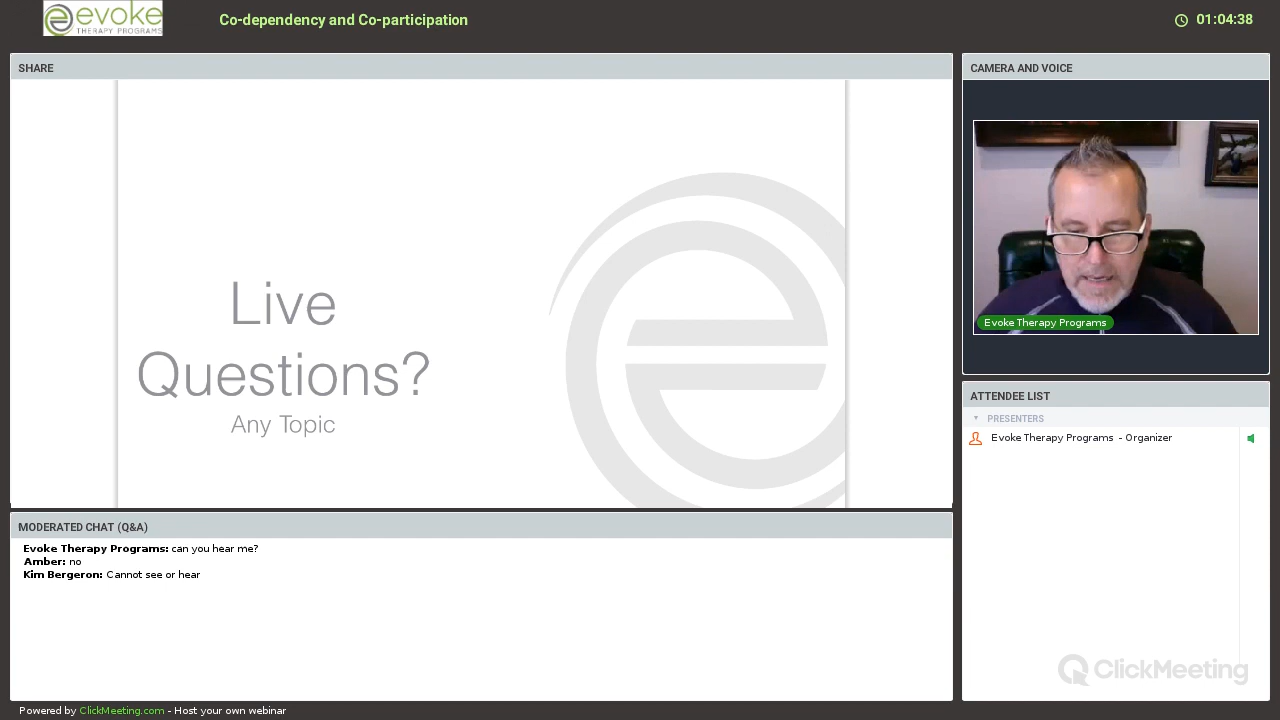 evoke
THERAPY PROGRAMS
Co-dependency and Co-participation
01:04:38
SHARE
Live
Questions?
Any Topic
CAMERA AND VOICE
Evoke Therapy Programs
ATTENDEE LIST
PRESENTERS
Evoke Therapy Programs - Organizer
MODERATED CHAT (Q&A)
Evoke Therapy Programs: can you hear me?
Amber: no
Kim Bergeron: Cannot see or hear
ClickMeeting
Powered by ClickMeeting.com - Host your own webinar